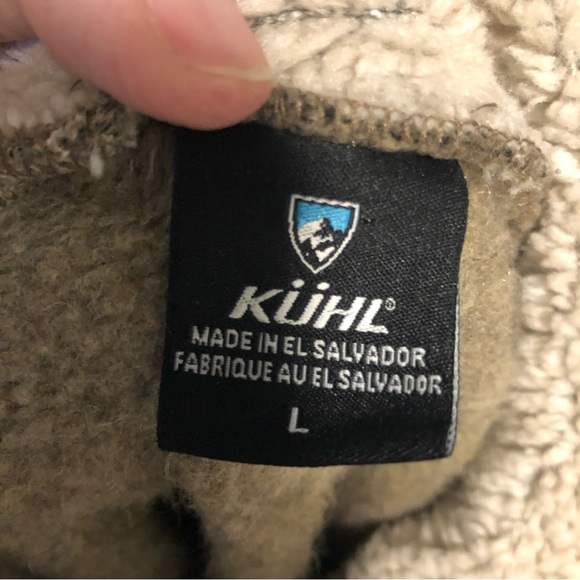 KÜHL®
MADE IN EL SALVADOR
FABRIQUE AU EL SALVADOR
L